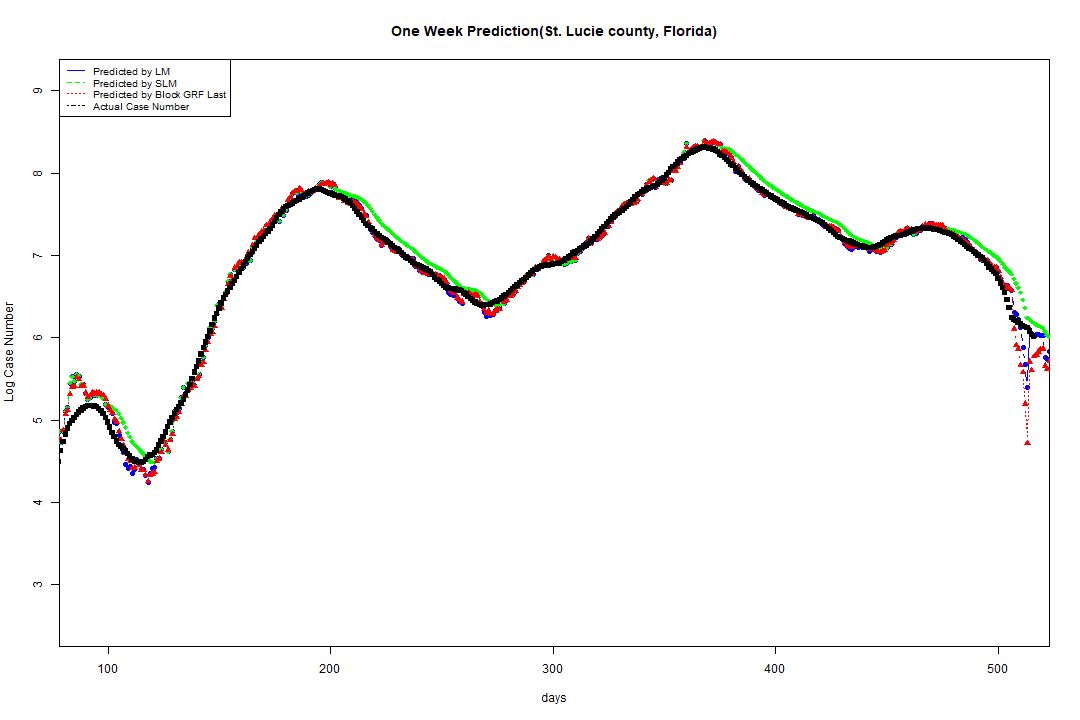 One Week Prediction(St. Lucie county, Florida)
Predicted by LM
Predicted by SLM
Predicted by Block GRF Last
Actual Case Number
9
8
7
6
5
4
3
Log Case Number
100 200 300 400 500
days